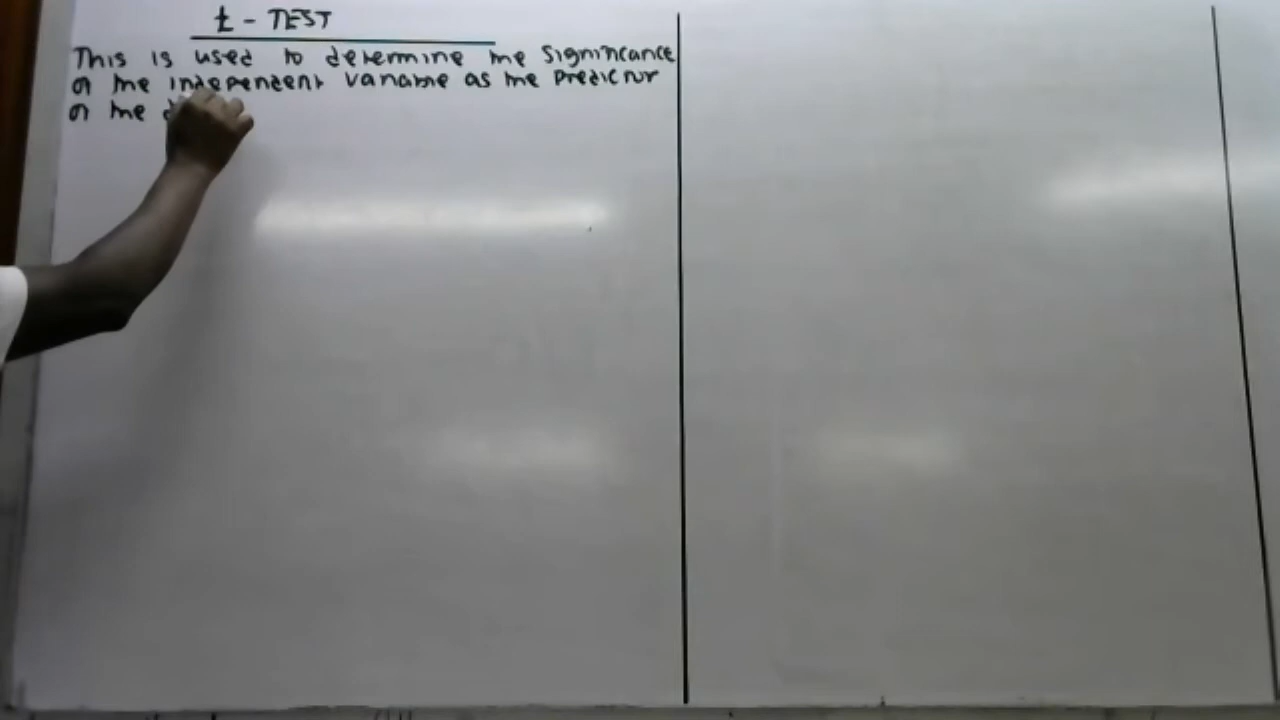 t - TEST
This is used to determine the significance
of the independent variable as the predictor
of the